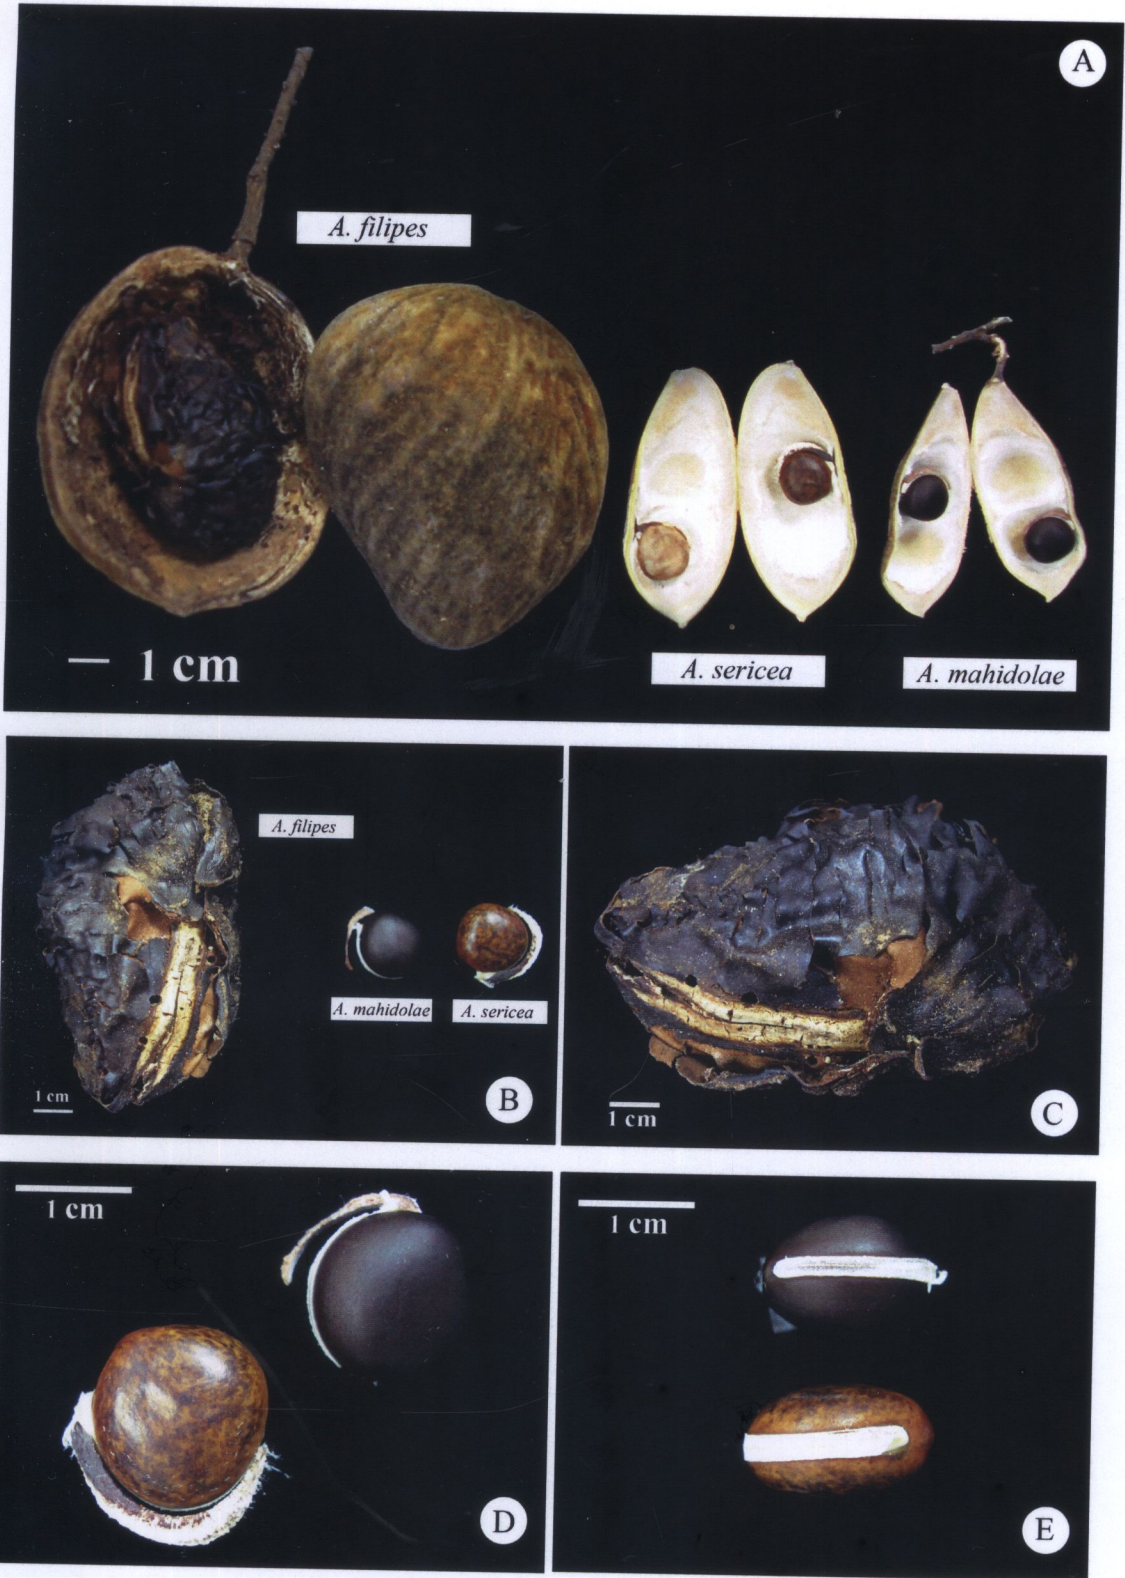 A
A. filipes
1 cm
A. sericea
A. mahidolae
A. filipes
A. mahidolae
A. sericea
1 cm
B
1 cm
C
1 cm
D
1 cm
E